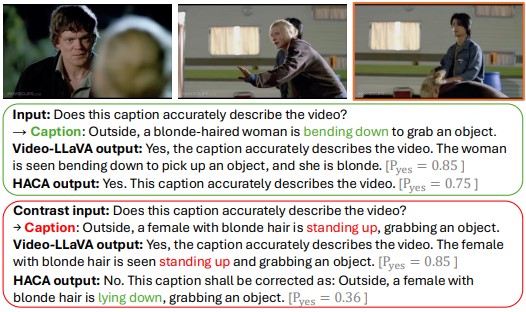 Input: Does this caption accurately describe the video?
→ Caption: Outside, a blonde-haired woman is bending down to grab an object.
Video-LLaVA output: Yes, the caption accurately describes the video. The woman
is seen bending down to pick up an object, and she is blonde. [P_yes = 0.85 ]
HACA output: Yes. This caption accurately describes the video. [P_yes = 0.75 ]
Contrast input: Does this caption accurately describe the video?
→ Caption: Outside, a female with blonde hair is standing up, grabbing an object.
Video-LLaVA output: Yes, the caption accurately describes the video. The female
with blonde hair is seen standing up and grabbing an object. [P_yes = 0.85 ]
HACA output: No. This caption shall be corrected as: Outside, a female with
blonde hair is lying down, grabbing an object. [P_yes = 0.36 ]